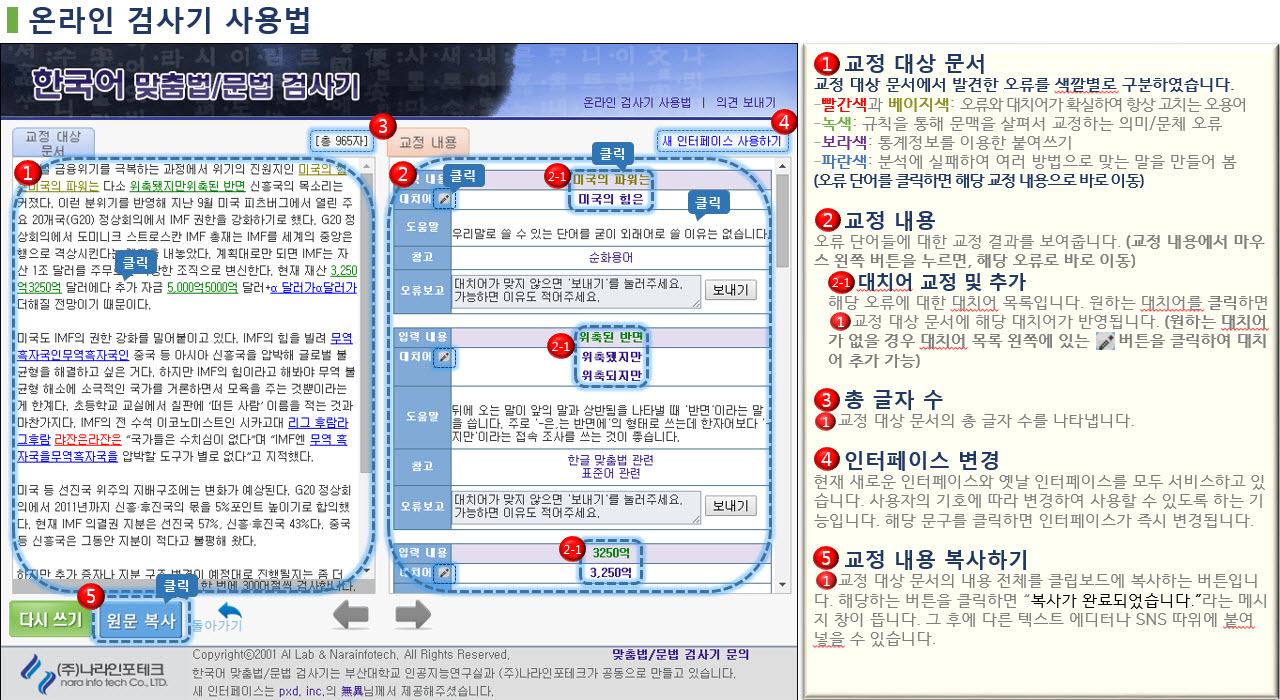 온라인 검사기 사용법
한국어 맞춤법/문법 검사기
온라인 검사기 사용법 | 의견 보내기
교정 대상
문서
[총 965자]
3
1
금융위기를 극복하는 과정에서 위기의 진원지인 미국의 힘
미국의 파워는 다소 위축됐지만위축된 반면 신흥국의 목소리는
커졌다. 이런 분위기를 반영해 지난 9월 미국 피츠버그에서 열린 주
요 20개국(G20) 정상회의에서 IMF 권한을 강화하기로 했다. G20 정
상회의에서 도미니크 스트로스칸 IMF 총재는 IMF를 세계의 중앙은
행으로 격상시킨다는 내놓았다. 계획대로만 되면 IMF는 자
산 1조 달러를 주무르는 조직으로 변신한다. 현재 재산 3,250
억3250억 달러에다 추가 자금 5,000억5000억 달러+α 달러가α달러가
더해질 전망이기 때문이다.
클릭
미국도 IMF의 권한 강화를 밀어붙이고 있다. IMF의 힘을 빌려 무역
흑자국인무역흑자국인 중국 등 아시아 신흥국을 압박해 글로벌 불
균형을 해결하고 싶은 거다. 하지만 IMF의 힘이라고 해봐야 무역 불
균형 해소에 소극적인 국가를 거론하면서 모욕을 주는 것뿐이라는
게 한계다. 초등학교 교실에서 칠판에 ‘떠든 사람’ 이름을 적는 것과
마찬가지다. IMF의 전 수석 이코노미스트인 시카고대 리그 후람라
그후람 랴잔은라잔은 “국가들은 수치심이 없다”며 “IMF엔 무역 흑
자국을무역흑자국을 압박할 도구가 별로 없다”고 지적했다.
미국 등 선진국 위주의 지배구조에는 변화가 예상된다. G20 정상회
의에서 2011년까지 신흥·후진국의 몫을 5%포인트 높이기로 합의했
다. 현재 IMF 의결권 지분은 선진국 57%, 신흥·후진국 43%다. 중국
등 신흥국은 그동안 지분이 적다고 불평해 왔다.
하지만 추가 증자나 지분 구조 변경이 예정대로 진행될지는 좀 더
한 번에 300어절씩 검사합니다.
교정 내용
4
새 인터페이스 사용하기
2
클릭
클릭
클릭
내용
2-1
미국의 파워는
대치어
미국의 힘은
도움말
우리말로 쓸 수 있는 단어를 굳이 외래어로 쓸 이유는 없습니다.
참고
순화용어
오류보고
대치어가 맞지 않으면 '보내기'를 눌러주세요.
가능하면 이유도 적어주세요.
보내기
입력 내용
위축된 반면
대치어
2-1
위축됐지만
위축되지만
도움말
뒤에 오는 말이 앞의 말과 상반됨을 나타낼 때 '반면'이라는 말
을 씁니다. 주로 '-은.는 반면에'의 형태로 쓰는데 한자어보다 '-
지만'이라는 접속 조사를 쓰는 것이 좋습니다.
참고
한글 맞춤법 관련
표준어 관련
오류보고
대치어가 맞지 않으면 '보내기'를 눌러주세요.
가능하면 이유도 적어주세요.
보내기
입력 내용
2-1
3250억
대치어
3,250억
5
클릭
다시 쓰기
원문 복사
돌아가기
(주)나라인포테크
nara info tech Co., LTD.
Copyright©2001 AI Lab & Narainfotech. All Rights Reserved.
맞춤법/문법 검사기 문의
한국어 맞춤법/문법 검사기는 부산대학교 인공지능연구실과 (주)나라인포테크가 공동으로 만들고 있습니다.
새 인터페이스는 pxd, inc.의 無異님께서 제공해주셨습니다.
1 교정 대상 문서
교정 대상 문서에서 발견한 오류를 색깔별로 구분하였습니다.
-빨간색과 베이지색: 오류와 대치어가 확실하여 항상 고치는 오용어
-녹색: 규칙을 통해 문맥을 살펴서 교정하는 의미/문체 오류
-보라색: 통계정보를 이용한 붙여쓰기
-파란색: 분석에 실패하여 여러 방법으로 맞는 말을 만들어 봄
(오류 단어를 클릭하면 해당 교정 내용으로 바로 이동)
2 교정 내용
오류 단어들에 대한 교정 결과를 보여줍니다. (교정 내용에서 마우
스 왼쪽 버튼을 누르면, 해당 오류로 바로 이동)
2-1 대치어 교정 및 추가
해당 오류에 대한 대치어 목록입니다. 원하는 대치어를 클릭하면
1 교정 대상 문서에 해당 대치어가 반영됩니다. (원하는 대치어
가 없을 경우 대치어 목록 왼쪽에 있는 버튼을 클릭하여 대치
어 추가 가능)
3 총 글자 수
1 교정 대상 문서의 총 글자 수를 나타냅니다.
4 인터페이스 변경
현재 새로운 인터페이스와 옛날 인터페이스를 모두 서비스하고 있
습니다. 사용자의 기호에 따라 변경하여 사용할 수 있도록 하는 기
능입니다. 해당 문구를 클릭하면 인터페이스가 즉시 변경됩니다.
5 교정 내용 복사하기
1 교정 대상 문서의 내용 전체를 클립보드에 복사하는 버튼입니
다. 해당하는 버튼을 클릭하면 “복사가 완료되었습니다.”라는 메시
지 창이 뜹니다. 그 후에 다른 텍스트 에디터나 SNS 따위에 붙여
넣을 수 있습니다.